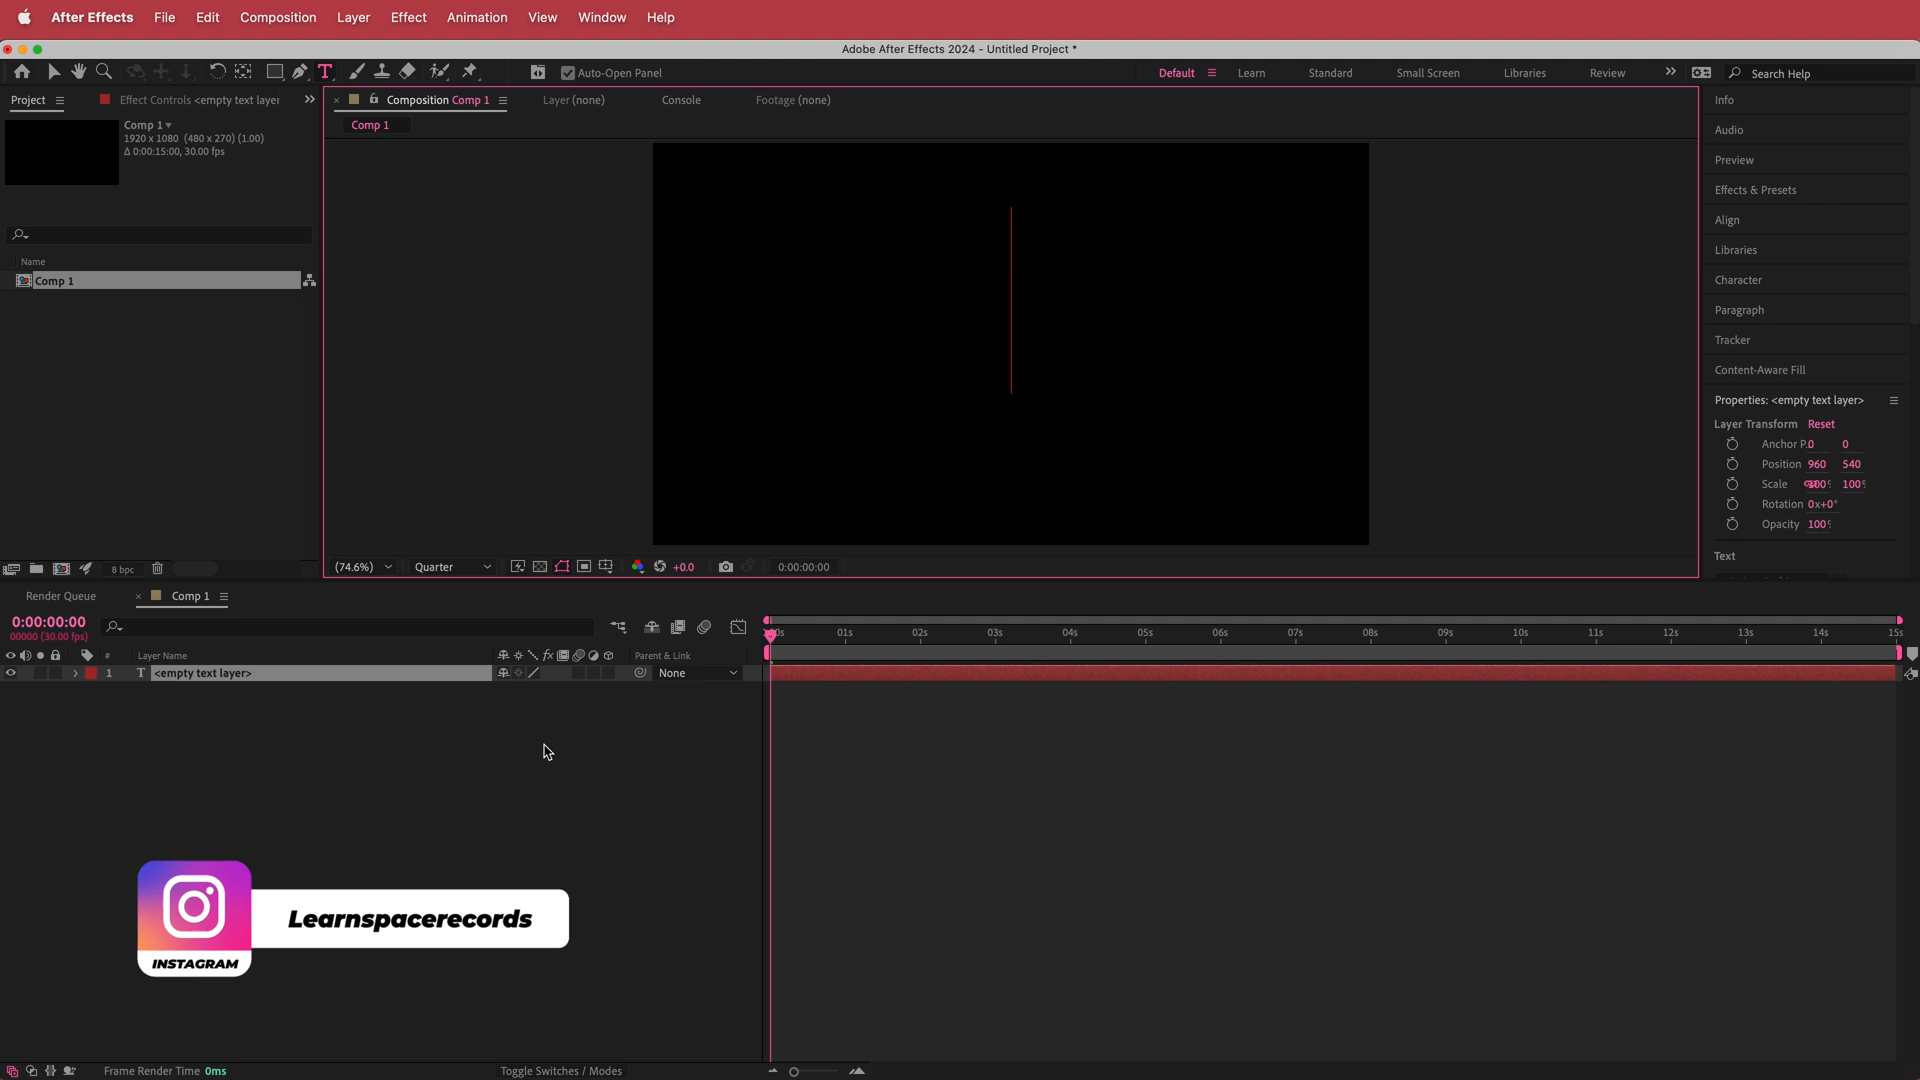 After Effects File Edit Composition Layer Effect Animation View Window Help
Adobe After Effects 2024 - Untitled Project *
Auto-Open Panel Default Learn Standard Small Screen Libraries Review Search Help
Project Effect Controls <empty text layer
Composition Comp 1 Layer (none) Console Footage (none)
Comp 1
1920 x 1080 (480 x 270) (1.00)
Δ 0:00:15:00, 30.00 fps
Comp 1
Name
Comp 1
8 bpc
(74.6%) Quarter +0.0 0:00:00:00
Info
Audio
Preview
Effects & Presets
Align
Libraries
Character
Paragraph
Tracker
Content-Aware Fill
Properties: <empty text layer>
Layer Transform Reset
Anchor P. 0 0
Position 960 540
Scale 100% 100%
Rotation 0x+0°
Opacity 100%
Text
Render Queue Comp 1
0:00:00:00
00000 (30.00 fps)
01s 02s 03s 04s 05s 06s 07s 08s 09s 10s 11s 12s 13s 14s 15s
# Layer Name fx Parent & Link
1 T <empty text layer> None
Learnspacerecords
INSTAGRAM
Frame Render Time 0ms Toggle Switches / Modes